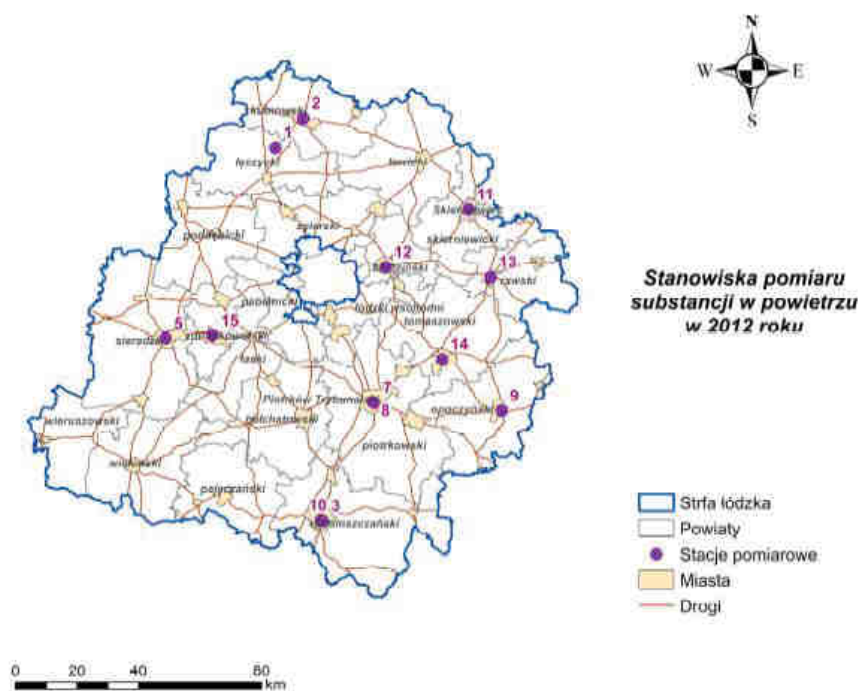 N
W E
S
2
kutnowski
1
łęczycki
łowicki
11
Skierniewice
zgierski
skierniewicki
poddębicki
12
brzeziński
13
rawski
Stanowiska pomiaru
substancji w powietrzu
w 2012 roku
pabianicki
łódzki wschodni
tomaszowski
5
15
sieradzki
zduńskowolski
14
łaski
7
Piotrków Trybunalski
9
8
opoczyński
wieruszowski
bełchatowski
piotrkowski
wieluński
pajęczański
10 3
radomszczański
Strfa łódzka
Powiaty
Stacje pomiarowe
Miasta
Drogi
0 20 40 80
km